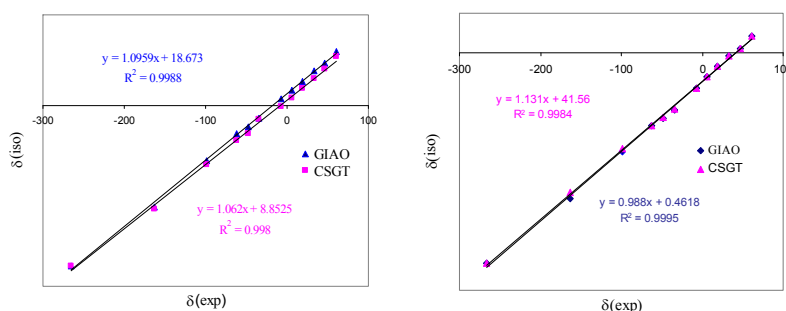 y = 1.0959x + 18.673
R² = 0.9988
-300 -200 -100 0 100
δ(iso)
GIAO
CSGT
y = 1.062x + 8.8525
R² = 0.998
δ(exp)
-300 -200 -100 0 100
y = 1.131x + 41.56
R² = 0.9984
δ(iso)
GIAO
CSGT
y = 0.988x + 0.4618
R² = 0.9995
δ(exp)